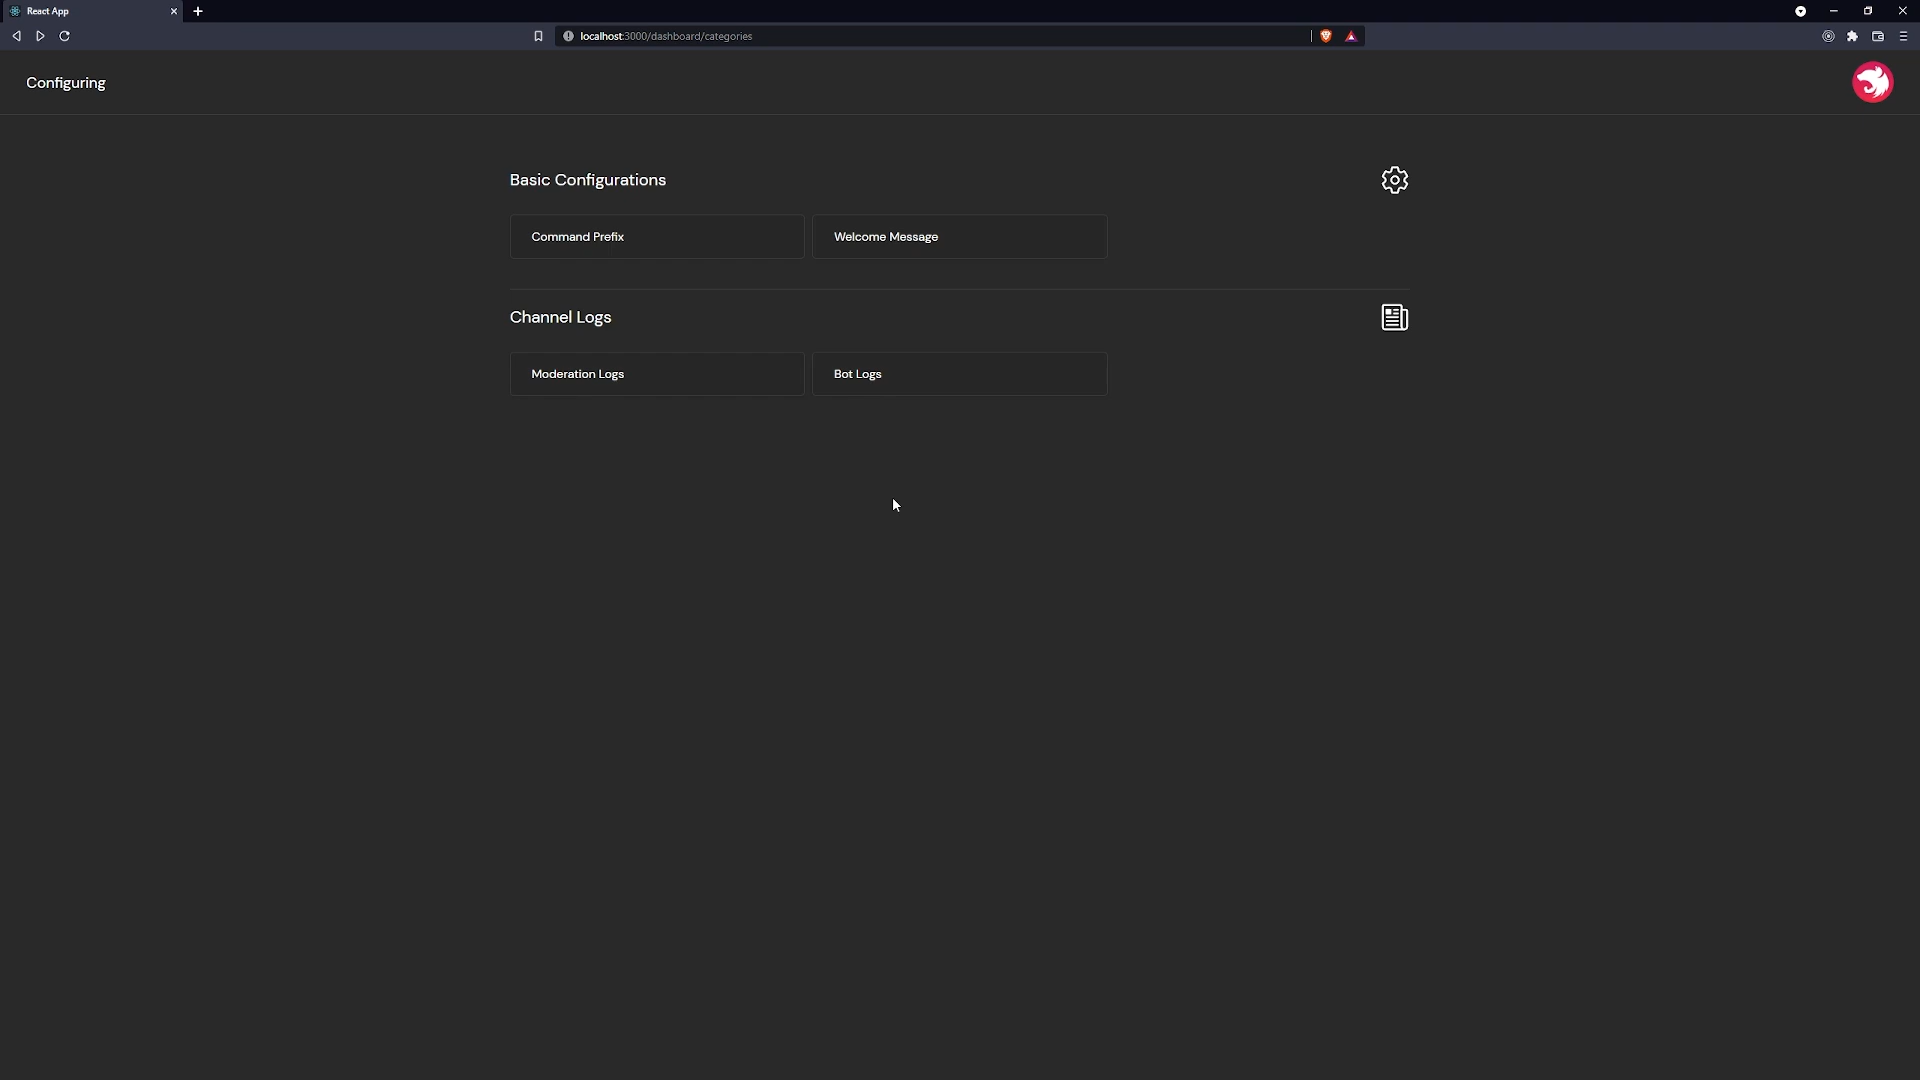 React App
localhost:3000/dashboard/categories
Configuring
Basic Configurations
Command Prefix
Welcome Message
Channel Logs
Moderation Logs
Bot Logs